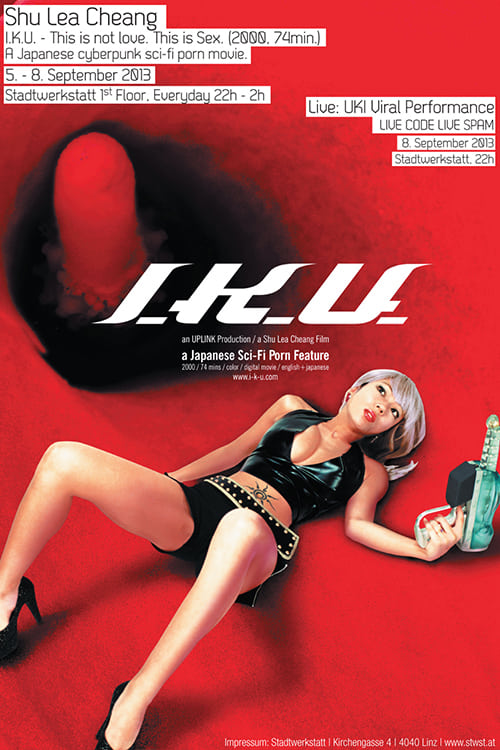 Shu Lea Cheang
I.K.U. - This is not love. This is Sex. (2000, 74min.)
A Japanese cyberpunk sci-fi porn movie.
5. - 8. September 2013
Stadtwerkstatt 1st Floor, Everyday 22h - 2h
Live: UKI Viral Performance
LIVE CODE LIVE SPAM
8. September 2013
Stadtwerkstatt, 22h
I.K.U.
an UPLINK Production / a Shu Lea Cheang Film
a Japanese Sci-Fi Porn Feature
2000 / 74 mins / color / digital movie / english + japanese
www.i-k-u.com
Impressum: Stadtwerkstatt | Kirchengasse 4 | 4040 Linz | www.stwst.at